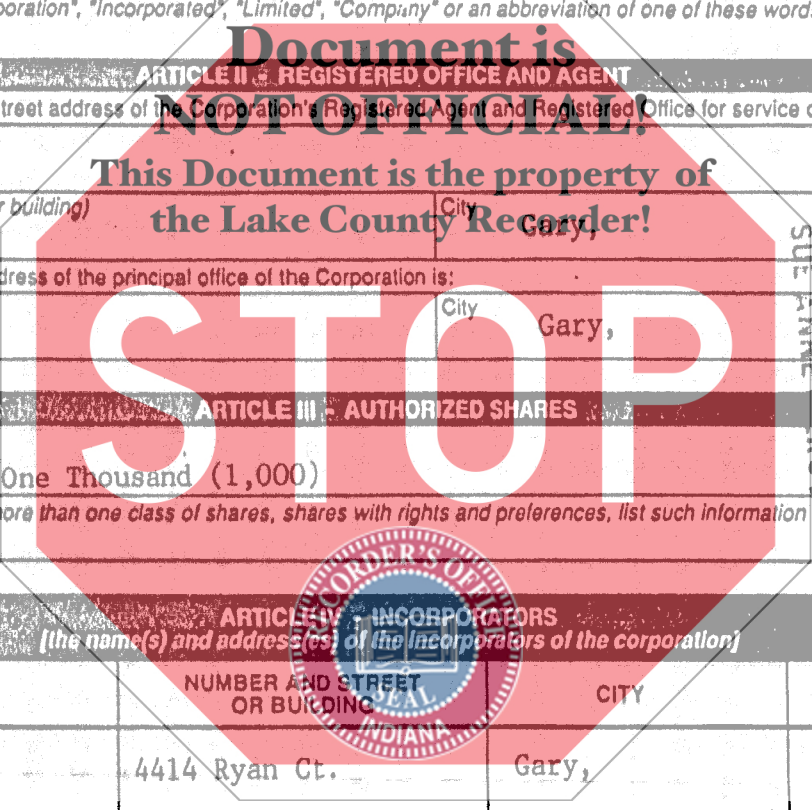 poration", "Incorporated", "Limited", "Company" or an abbreviation of one of these word
Document is
ARTICLE II - REGISTERED OFFICE AND AGENT
treet address of the Corporation's Registered Agent and Registered Office for service o
NOT OFFICIAL!
This Document is the property of
r building)
City
Gary,
the Lake County Recorder!
dress of the principal office of the Corporation is:
City
Gary,
STOP
ARTICLE III - AUTHORIZED SHARES
One Thousand (1,000)
ore than one class of shares, shares with rights and preferences, list such information
RECORDER'S OFFICE
ARTICLE IV - INCORPORATORS
[the name(s) and address(es) of the incorporators of the corporation]
NUMBER AND STREET
OR BUILDING
CITY
SEAL
INDIANA
4414 Ryan Ct.
Gary,